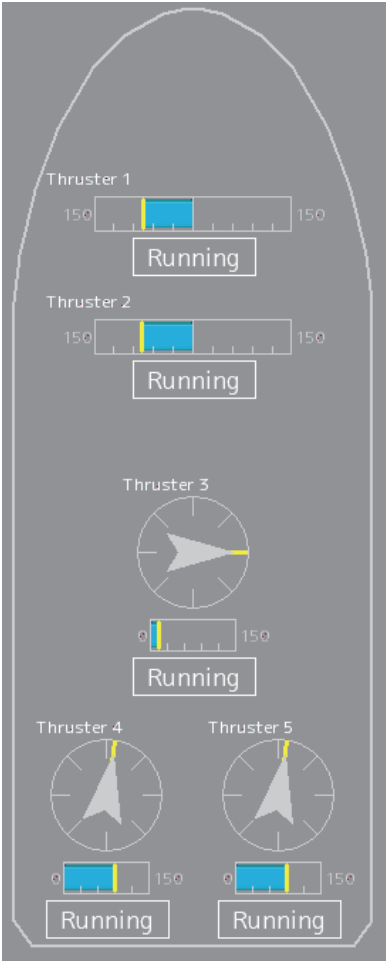 Thruster 1
150 150
Running
Thruster 2
150 150
Running
Thruster 3
0 150
Running
Thruster 4 Thruster 5
0 150 0 150
Running Running